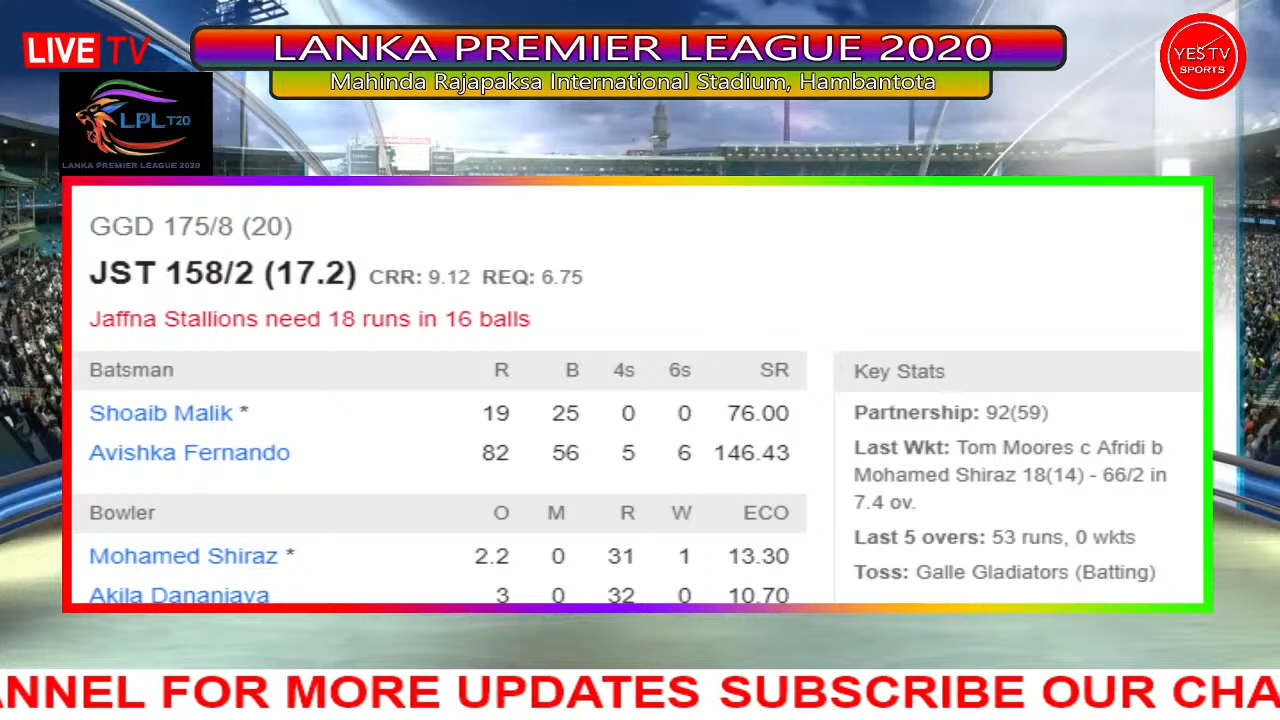 LIVE TV
LANKA PREMIER LEAGUE 2020
Mahinda Rajapaksa International Stadium, Hambantota
YES TV
SPORTS
LPL T20
LANKA PREMIER LEAGUE 2020
GGD 175/8 (20)
JST 158/2 (17.2) CRR: 9.12 REQ: 6.75
Jaffna Stallions need 18 runs in 16 balls
Batsman R B 4s 6s SR
Shoaib Malik * 19 25 0 0 76.00
Avishka Fernando 82 56 5 6 146.43
Bowler O M R W ECO
Mohamed Shiraz * 2.2 0 31 1 13.30
Akila Dananjaya 3 0 32 0 10.70
Key Stats
Partnership: 92(59)
Last Wkt: Tom Moores c Afridi b
Mohamed Shiraz 18(14) - 66/2 in
7.4 ov.
Last 5 overs: 53 runs, 0 wkts
Toss: Galle Gladiators (Batting)
ANNEL FOR MORE UPDATES SUBSCRIBE OUR CHA